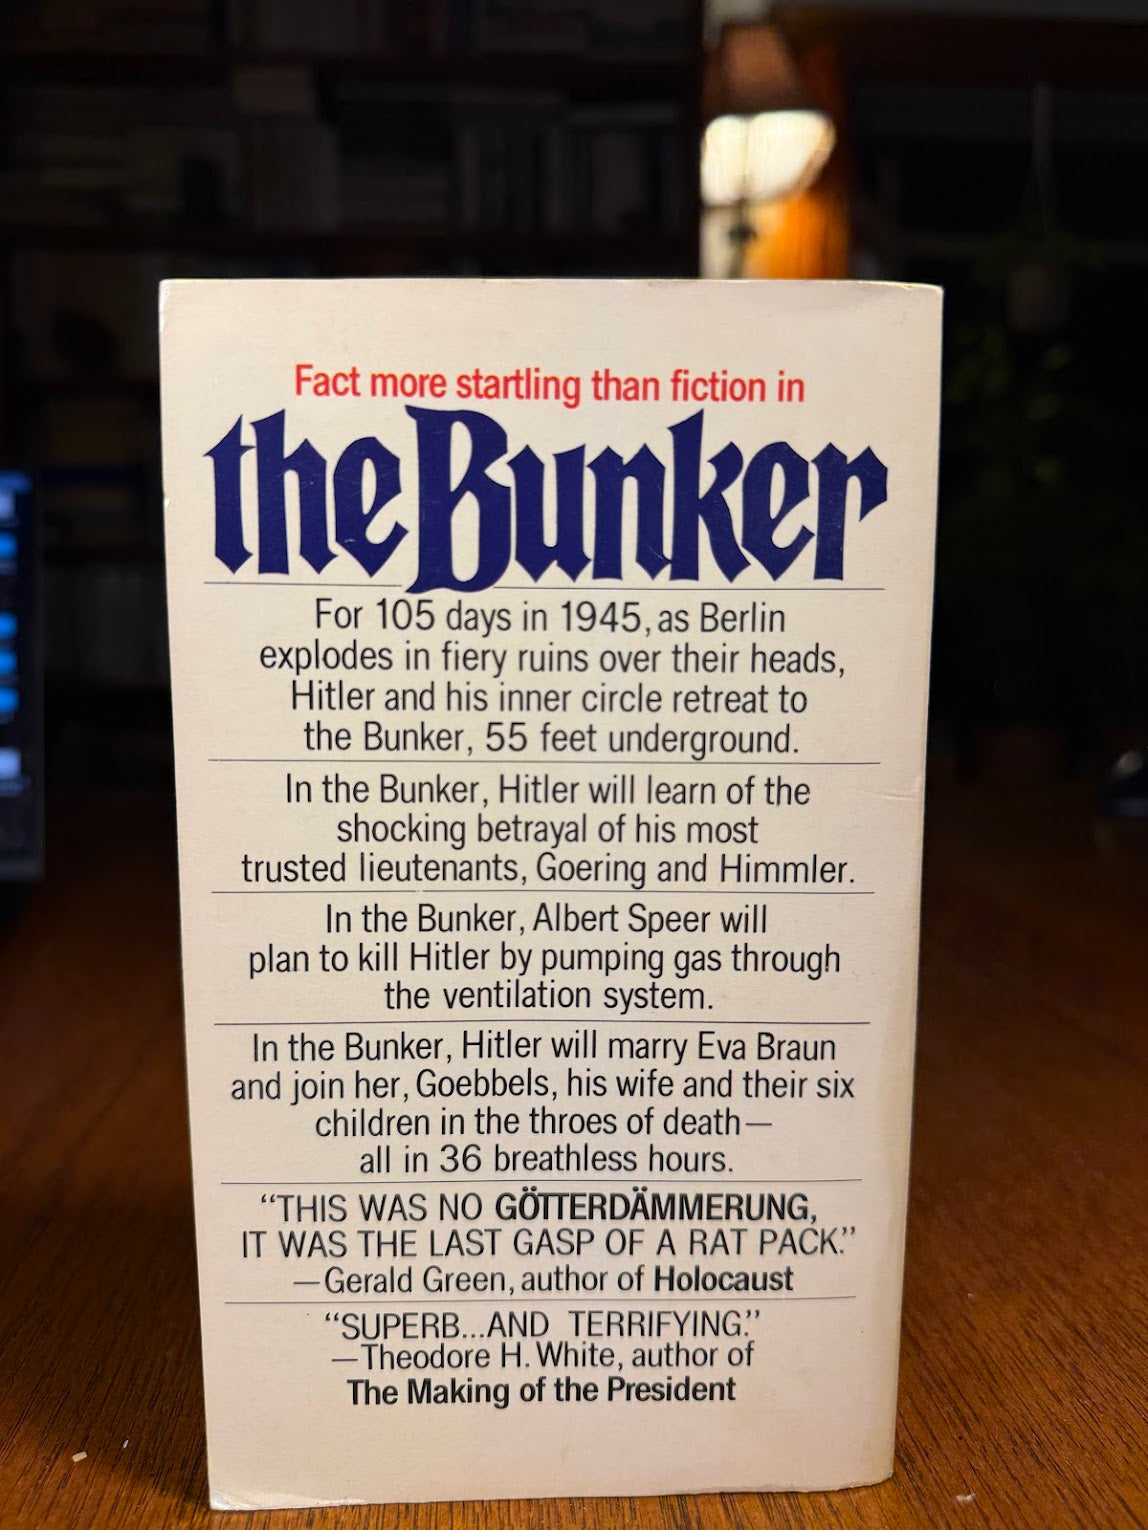 Fact more startling than fiction in
the Bunker
For 105 days in 1945, as Berlin
explodes in fiery ruins over their heads,
Hitler and his inner circle retreat to
the Bunker, 55 feet underground.
In the Bunker, Hitler will learn of the
shocking betrayal of his most
trusted lieutenants, Goering and Himmler.
In the Bunker, Albert Speer will
plan to kill Hitler by pumping gas through
the ventilation system.
In the Bunker, Hitler will marry Eva Braun
and join her, Goebbels, his wife and their six
children in the throes of death—
all in 36 breathless hours.
“THIS WAS NO GÖTTERDÄMMERUNG,
IT WAS THE LAST GASP OF A RAT PACK.”
—Gerald Green, author of Holocaust
“SUPERB...AND TERRIFYING.”
—Theodore H. White, author of
The Making of the President